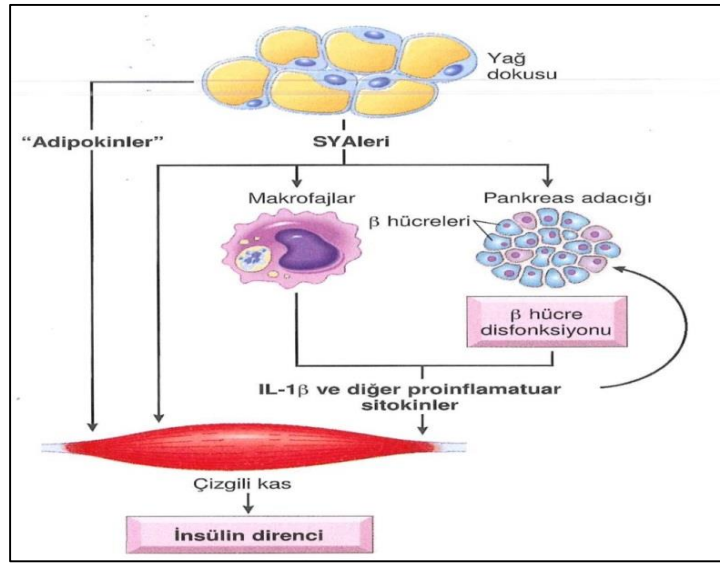 Yağ
dokusu
“Adipokinler”
SYAleri
Makrofajlar
Pankreas adacığı
β hücreleri
β hücre
disfonksiyonu
IL-1β ve diğer proinflamatuar
sitokinler
Çizgili kas
İnsülin direnci